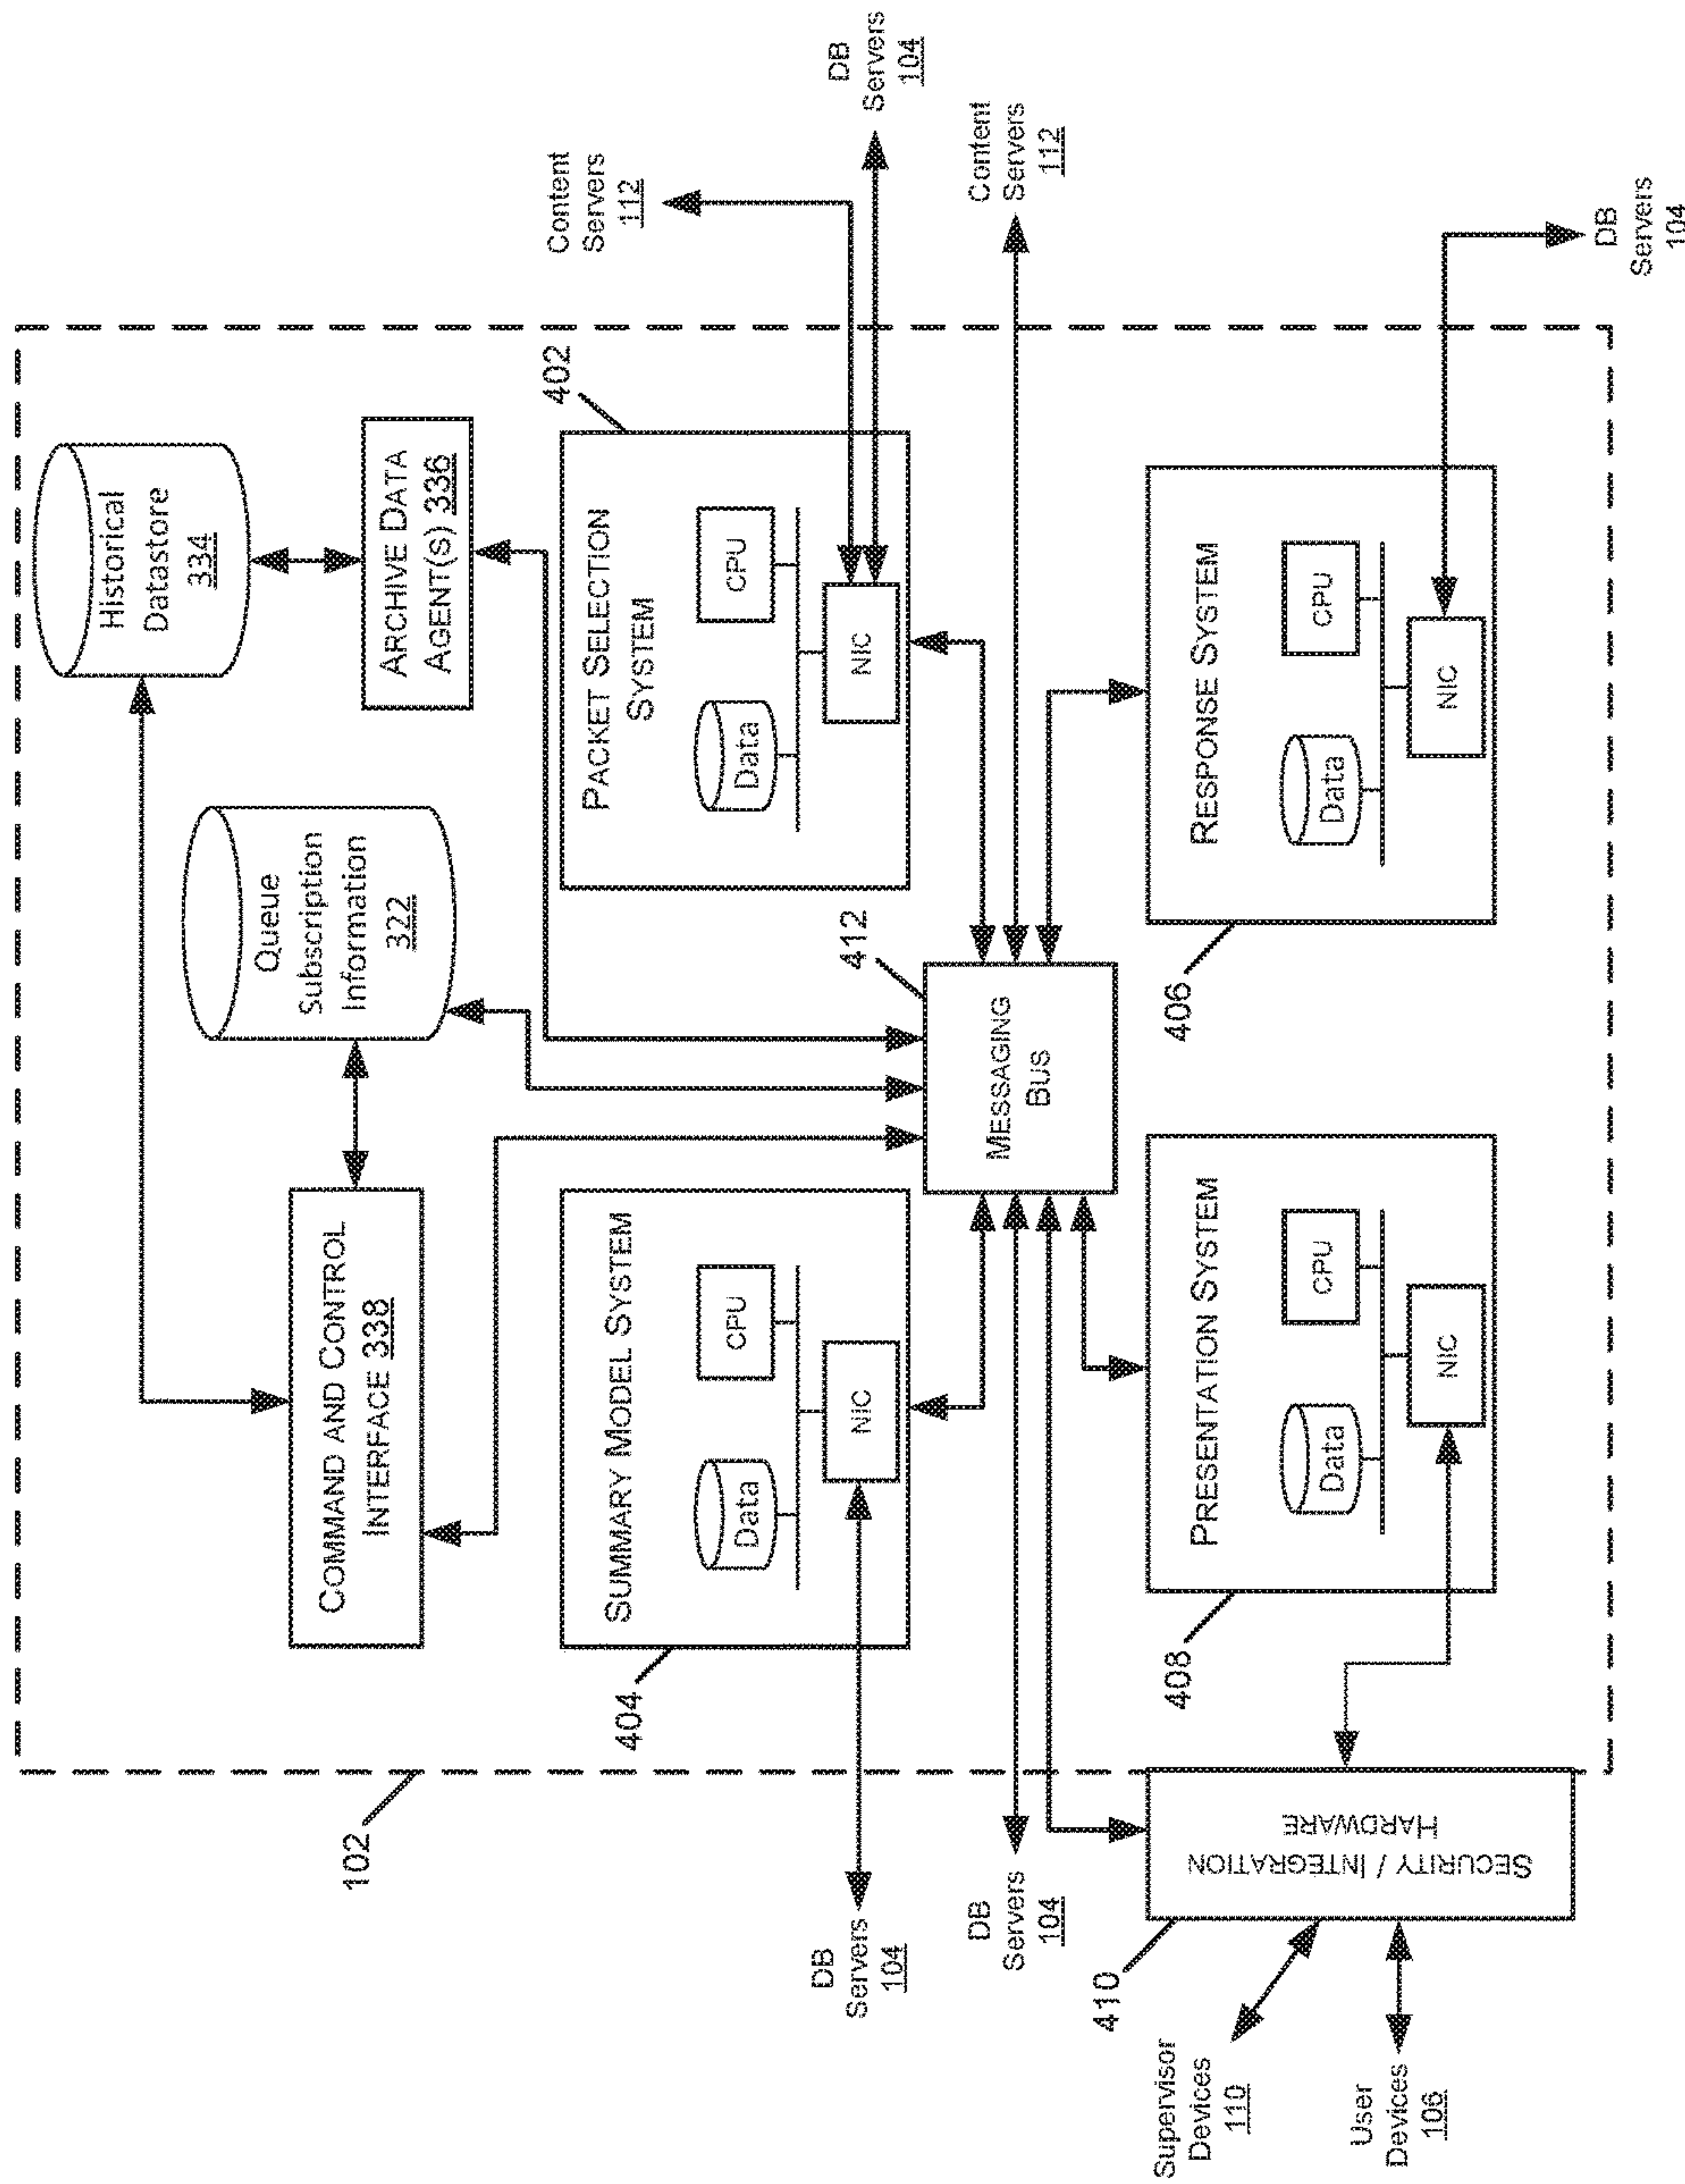 102
COMMAND AND CONTROL
INTERFACE 338
Queue
Subscription
Information
322
Historical
Datastore
334
ARCHIVE DATA
AGENT(S) 336
404
SUMMARY MODEL SYSTEM
Data
CPU
NIC
DB
Servers
104
402
PACKET SELECTION
SYSTEM
Data
CPU
NIC
Content
Servers
112
DB
Servers
104
412
MESSAGING
BUS
DB
Servers
104
Content
Servers
112
410
SECURITY / INTEGRATION
HARDWARE
Supervisor
Devices
110
User
Devices
106
408
PRESENTATION SYSTEM
Data
CPU
NIC
406
RESPONSE SYSTEM
Data
CPU
NIC
DB
Servers
104